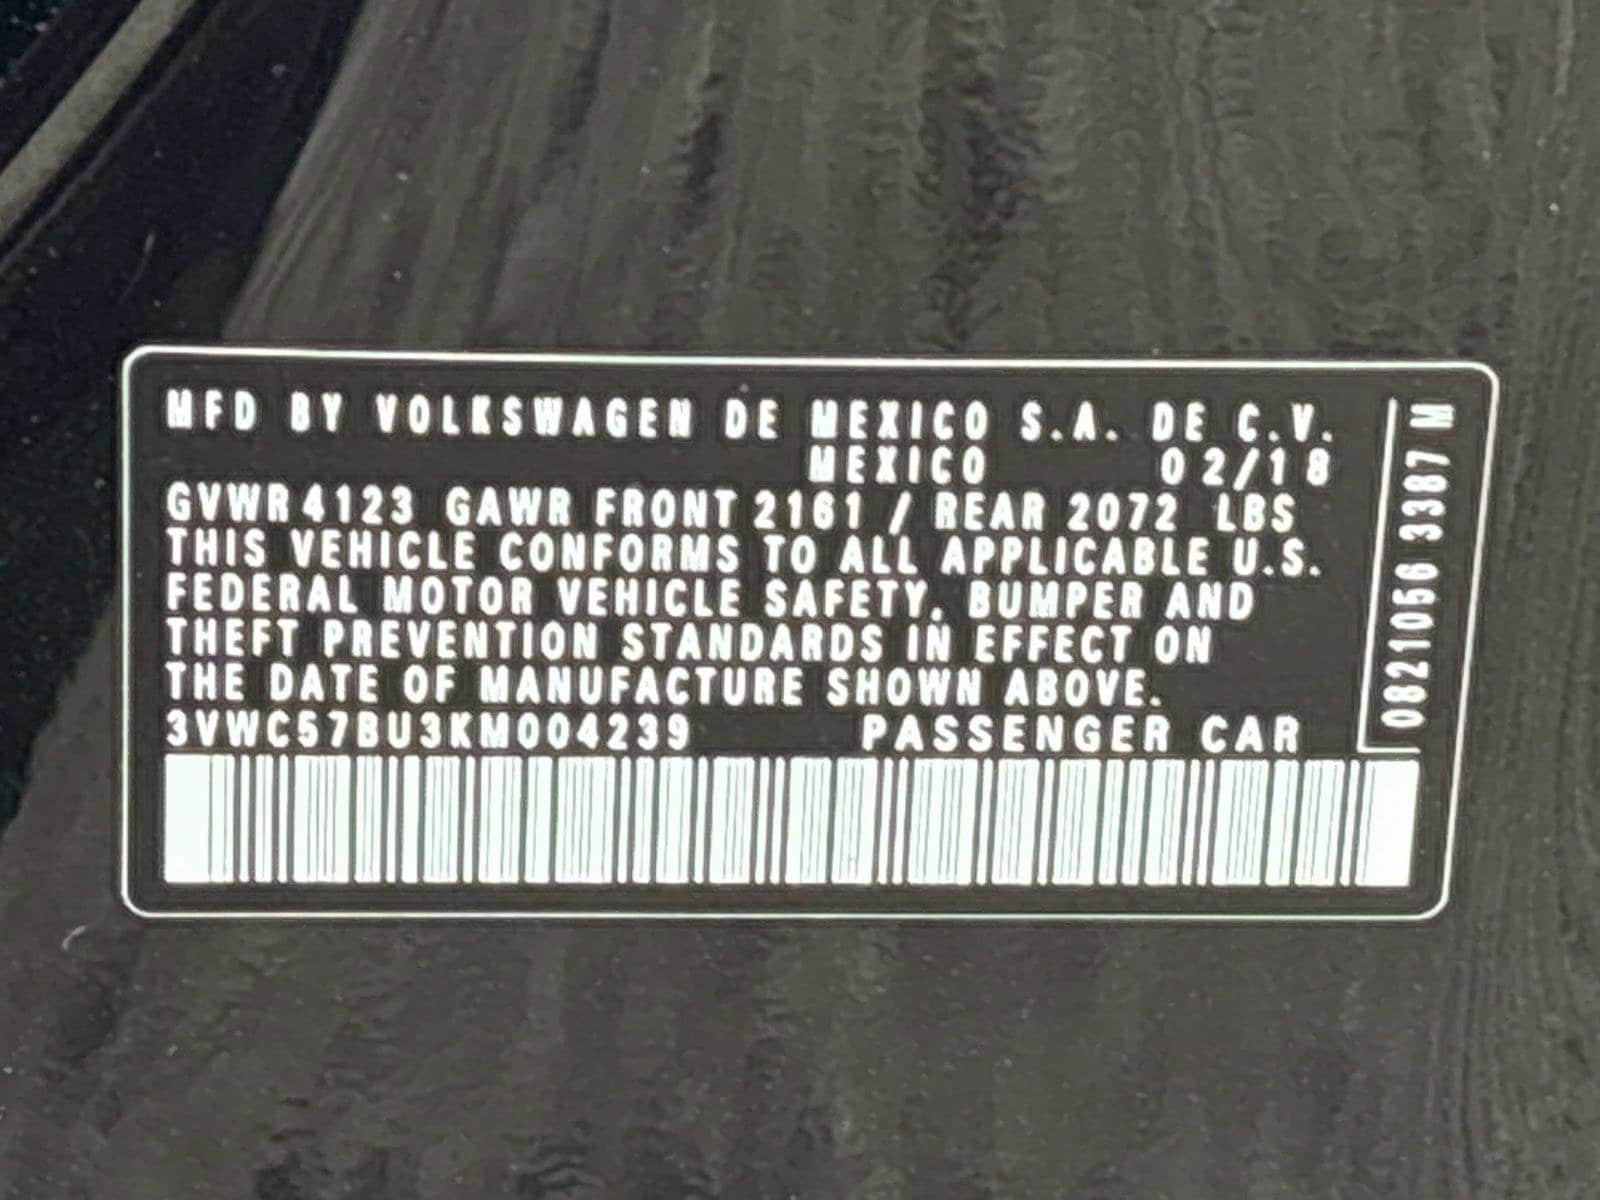 MFD BY VOLKSWAGEN DE MEXICO S.A. DE C.V.
MEXICO 02/18
GVWR 4123 GAWR FRONT 2161 / REAR 2072 LBS
THIS VEHICLE CONFORMS TO ALL APPLICABLE U.S.
FEDERAL MOTOR VEHICLE SAFETY, BUMPER AND
THEFT PREVENTION STANDARDS IN EFFECT ON
THE DATE OF MANUFACTURE SHOWN ABOVE.
3VWC57BU3KM004239 PASSENGER CAR
0821056 3387 M